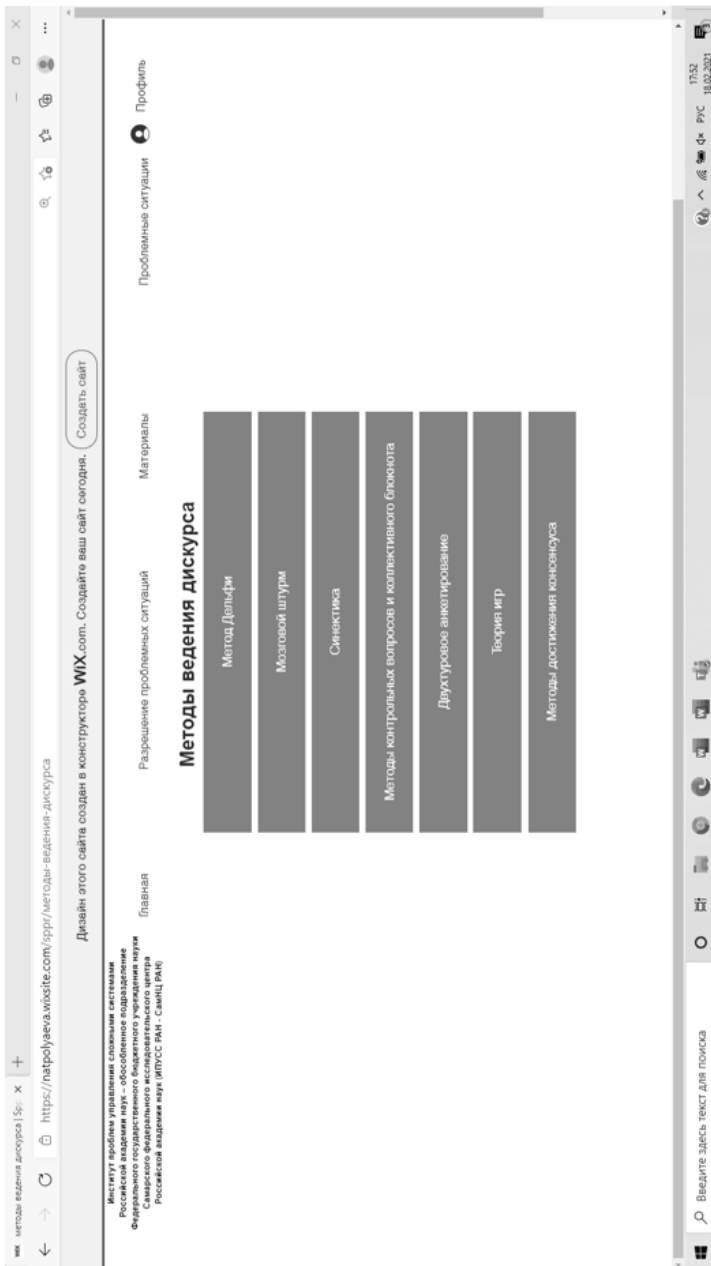 методы ведения дискурса | Spp
https://natpolyaeva.wixsite.com/sppr/методы-ведения-дискурса
Дизайн этого сайта создан в конструкторе WiX.com. Создайте ваш сайт сегодня. Создать сайт
Институт проблем управления сложными системами
Российской академии наук – обособленное подразделение
Федерального государственного бюджетного учреждения науки
Самарского федерального исследовательского центра
Российской академии наук (ИПУСС РАН - СамНЦ РАН)
Главная
Разрешение проблемных ситуаций
Материалы
Проблемные ситуации
Профиль
Методы ведения дискурса
Метод Дельфи
Мозговой штурм
Синектика
Методы контрольных вопросов и коллективного блокнота
Двухтуровое анкетирование
Теория игр
Методы достижения консенсуса
Введите здесь текст для поиска
РУС
17:52
18.02.2021